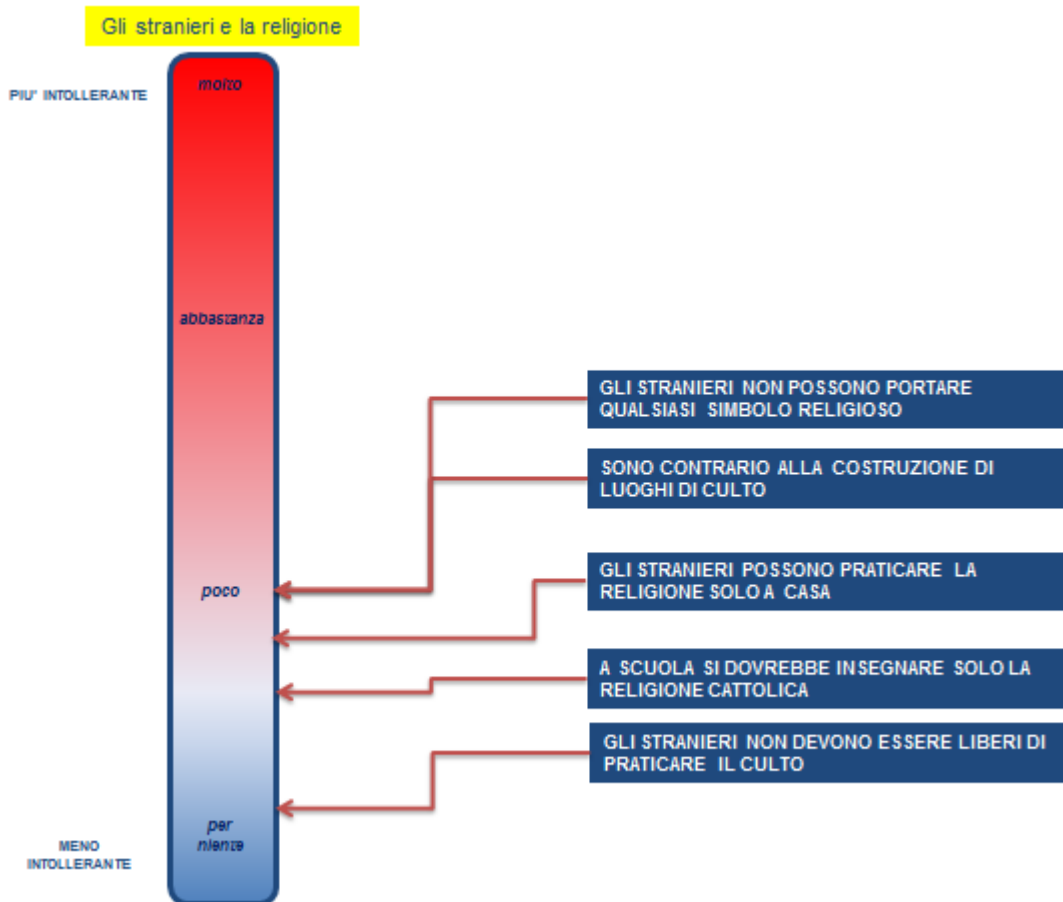 Gli stranieri e la religione
PIU' INTOLLERANTE
molto
abbastanza
GLI STRANIERI NON POSSONO PORTARE
QUALSIASI SIMBOLO RELIGIOSO
SONO CONTRARIO ALLA COSTRUZIONE DI
LUOGHI DI CULTO
GLI STRANIERI POSSONO PRATICARE LA
RELIGIONE SOLO A CASA
poco
A SCUOLA SI DOVREBBE INSEGNARE SOLO LA
RELIGIONE CATTOLICA
GLI STRANIERI NON DEVONO ESSERE LIBERI DI
PRATICARE IL CULTO
per
niente
MENO
INTOLLERANTE